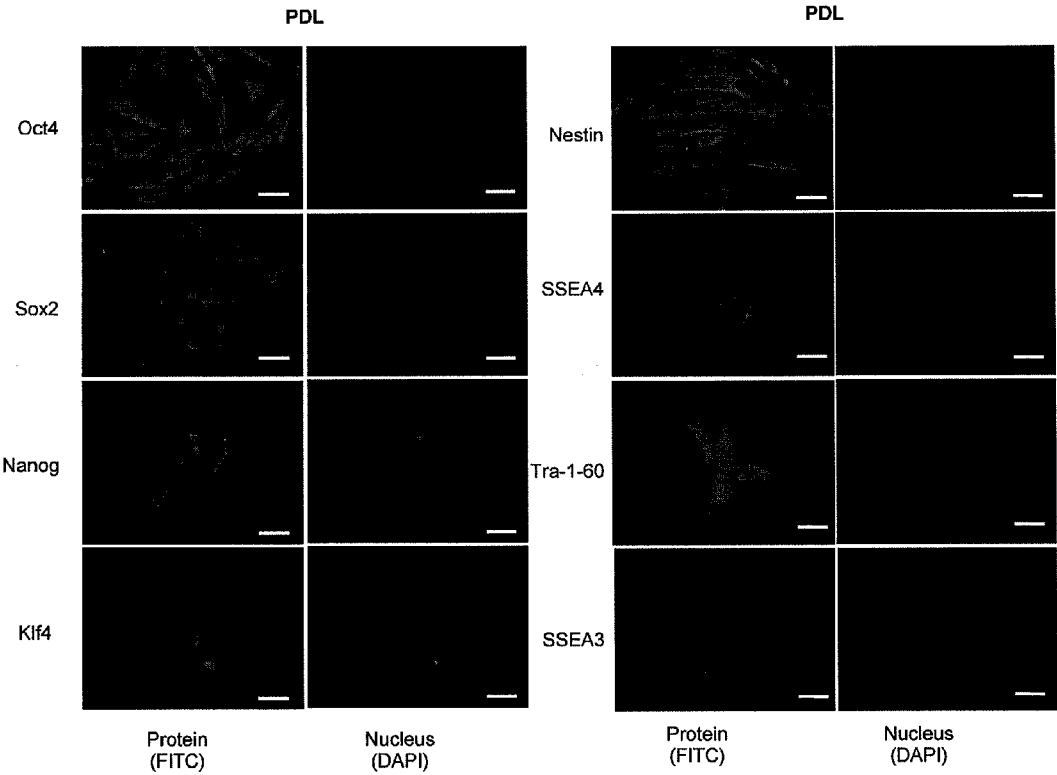 PDL
PDL
Oct4
Nestin
Sox2
SSEA4
Nanog
Tra-1-60
Klf4
SSEA3
Protein
(FITC)
Nucleus
(DAPI)
Protein
(FITC)
Nucleus
(DAPI)